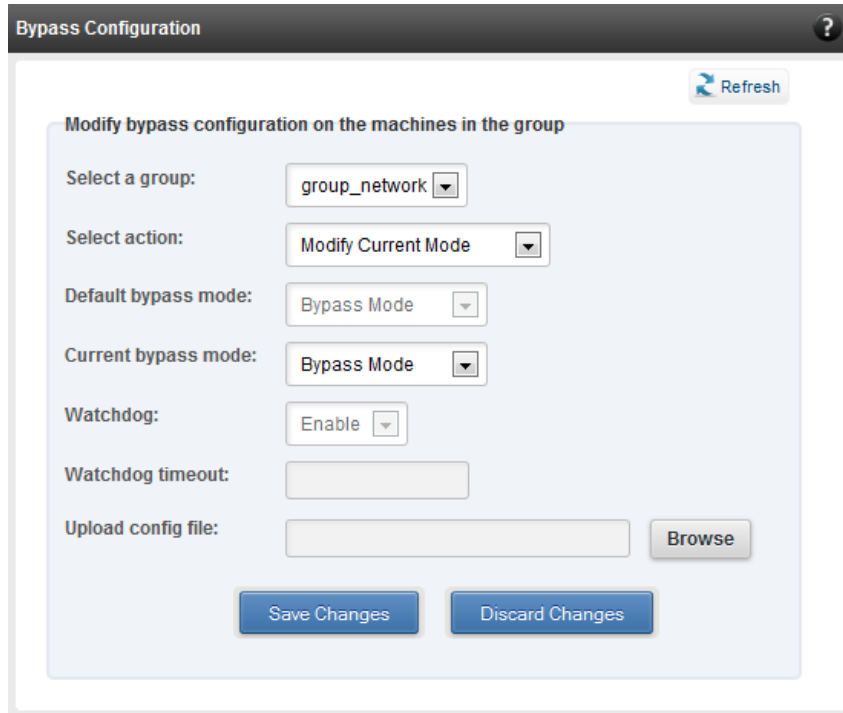 Bypass Configuration ?
Refresh
Modify bypass configuration on the machines in the group
Select a group: group_network
Select action: Modify Current Mode
Default bypass mode: Bypass Mode
Current bypass mode: Bypass Mode
Watchdog: Enable
Watchdog timeout:
Upload config file: Browse
Save Changes Discard Changes